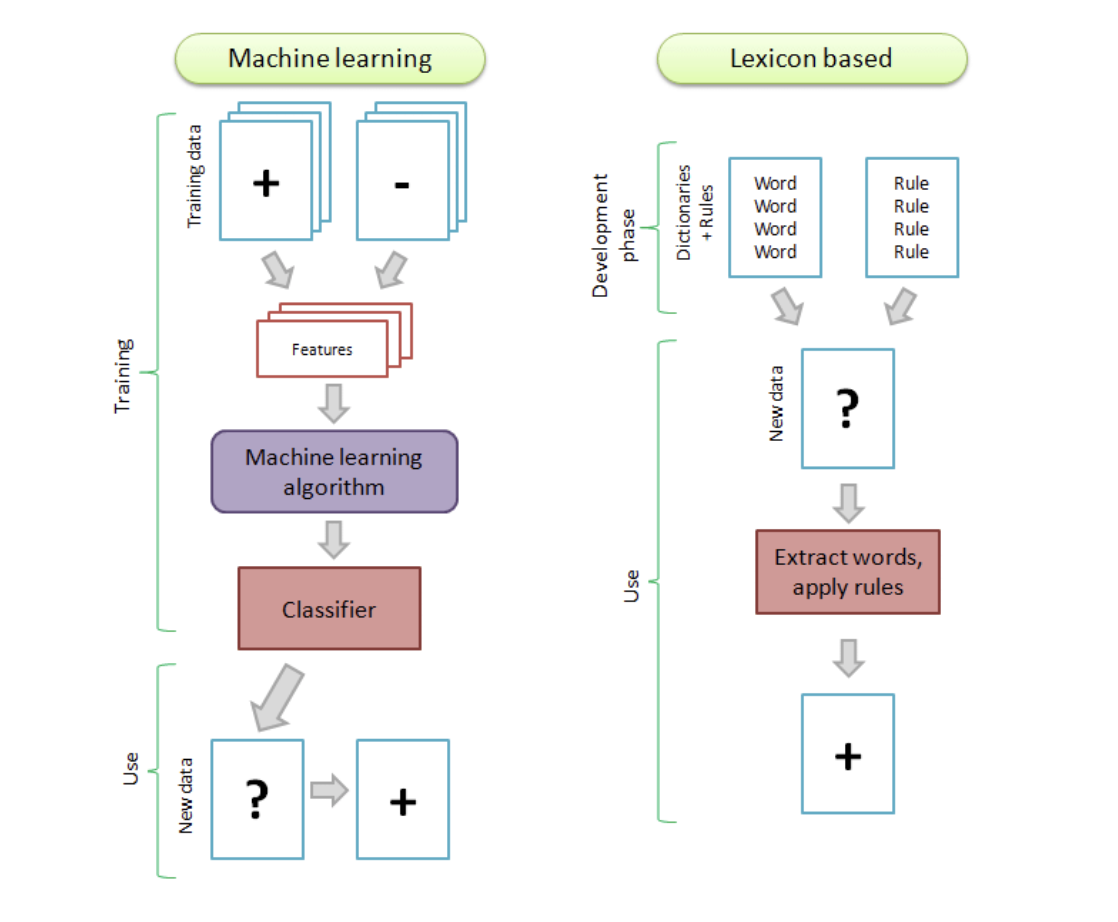 Machine learning
Training
Training data
+
-
Features
Machine learning
algorithm
Classifier
Use
New data
?
+
Lexicon based
Development
phase
Dictionaries
+ Rules
Word
Word
Word
Word
Rule
Rule
Rule
Rule
Use
New data
?
Extract words,
apply rules
+